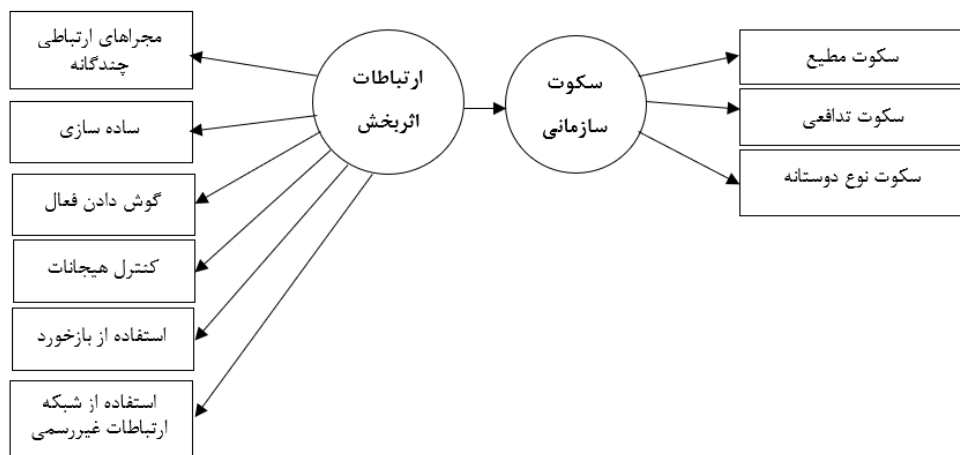 مجراهای ارتباطی
چندگانه
ساده سازی
گوش دادن فعال
کنترل هیجانات
استفاده از بازخورد
استفاده از شبکه
ارتباطات غیررسمی
ارتباطات
اثربخش
سکوت
سازمانی
سکوت مطیع
سکوت تدافعی
سکوت نوع دوستانه